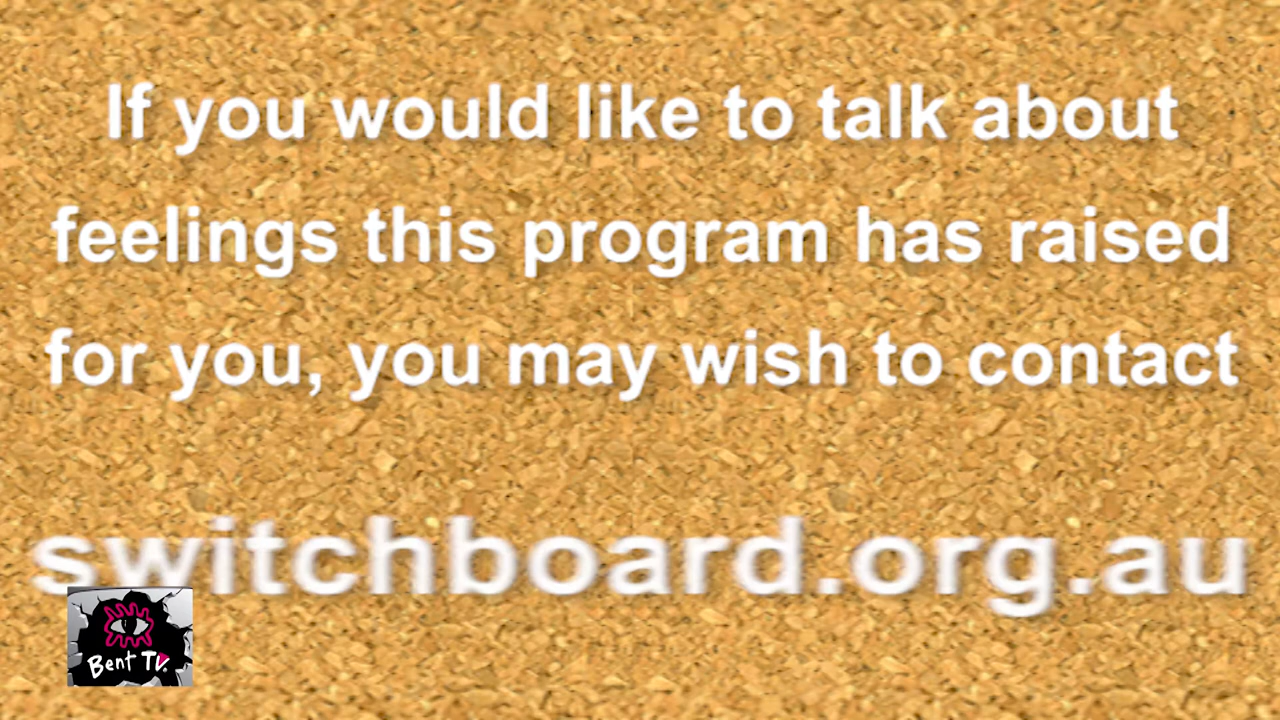 If you would like to talk about
feelings this program has raised
for you, you may wish to contact
switchboard.org.au
Bent TV.